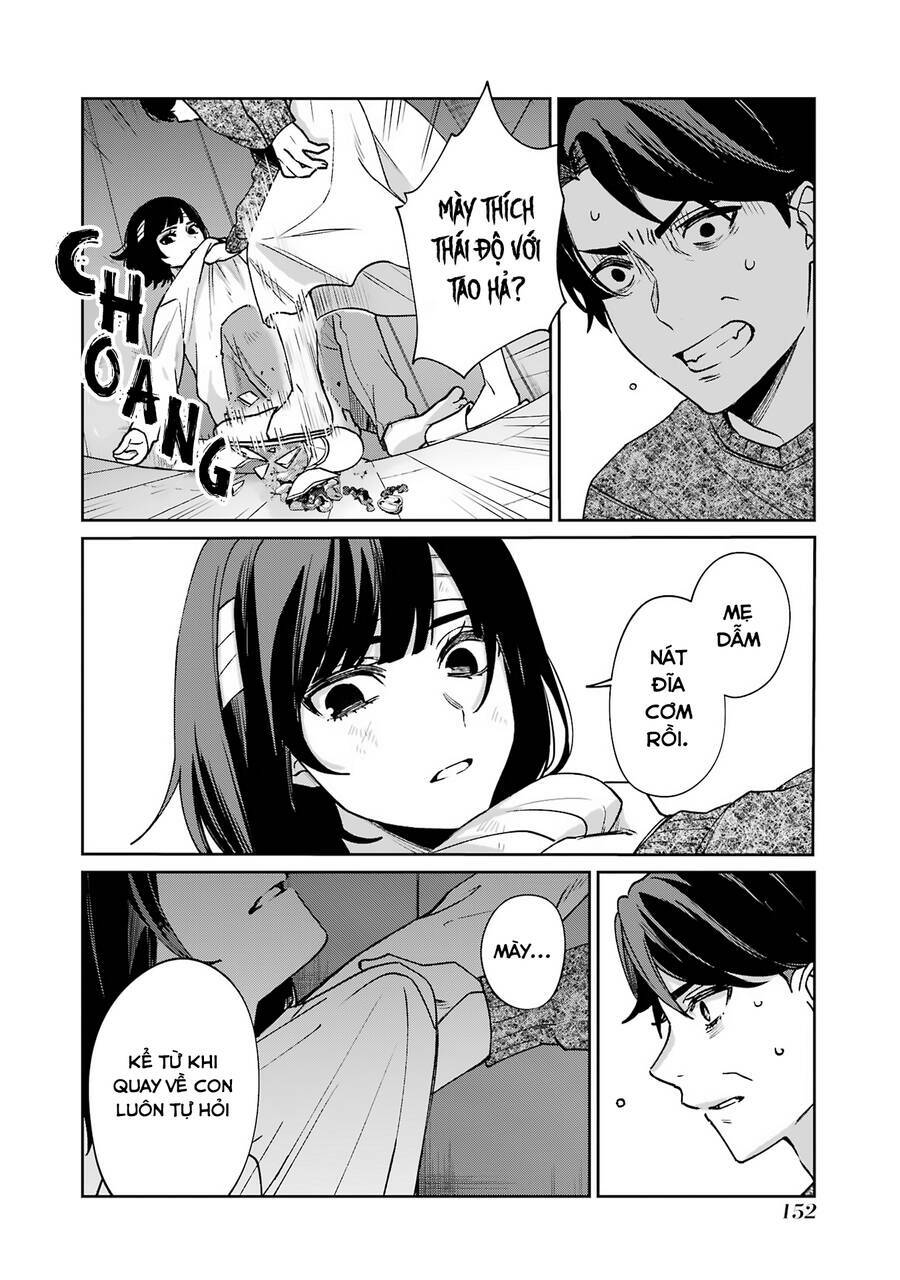 MÀY THÍCH
THÁI ĐỘ VỚI
TAO HẢ?
CHOANG
MẸ
DẪM
NÁT
ĐĨA
CƠM
RỒI.
MÀY...
KỂ TỪ KHI
QUAY VỀ CON
LUÔN TỰ HỎI
152